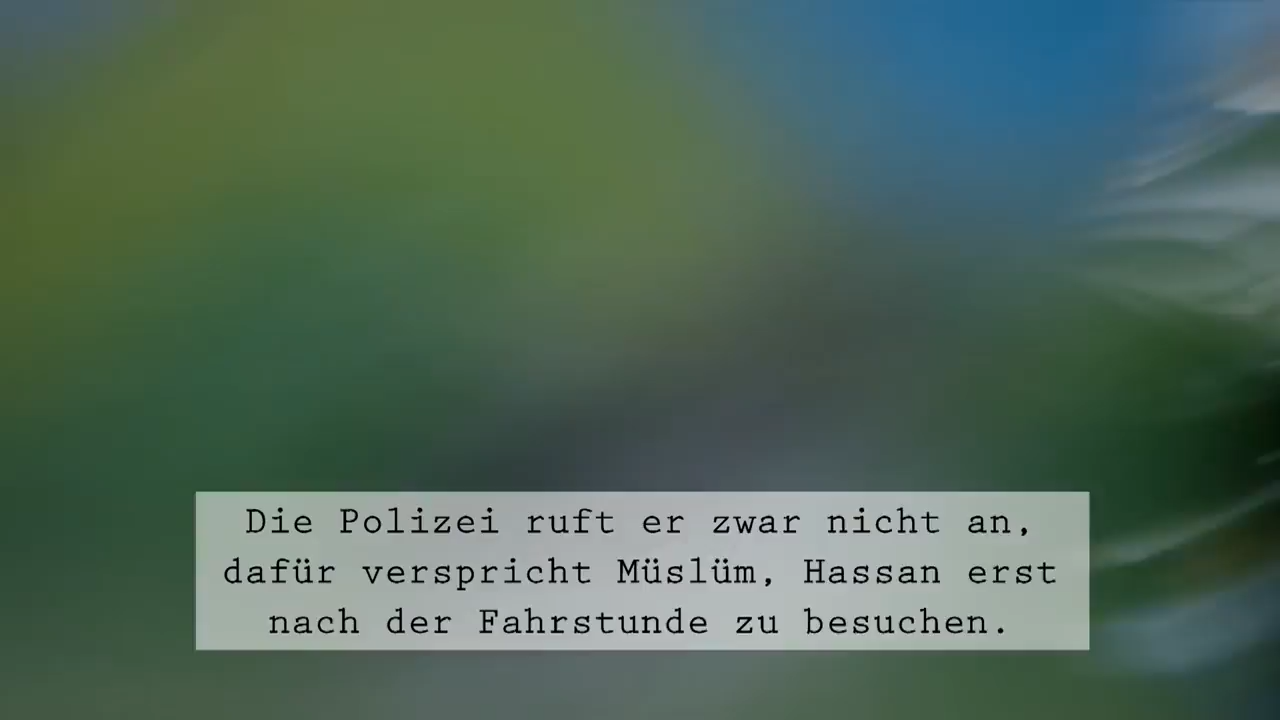 Die Polizei ruft er zwar nicht an,
dafür verspricht Müslüm, Hassan erst
nach der Fahrstunde zu besuchen.